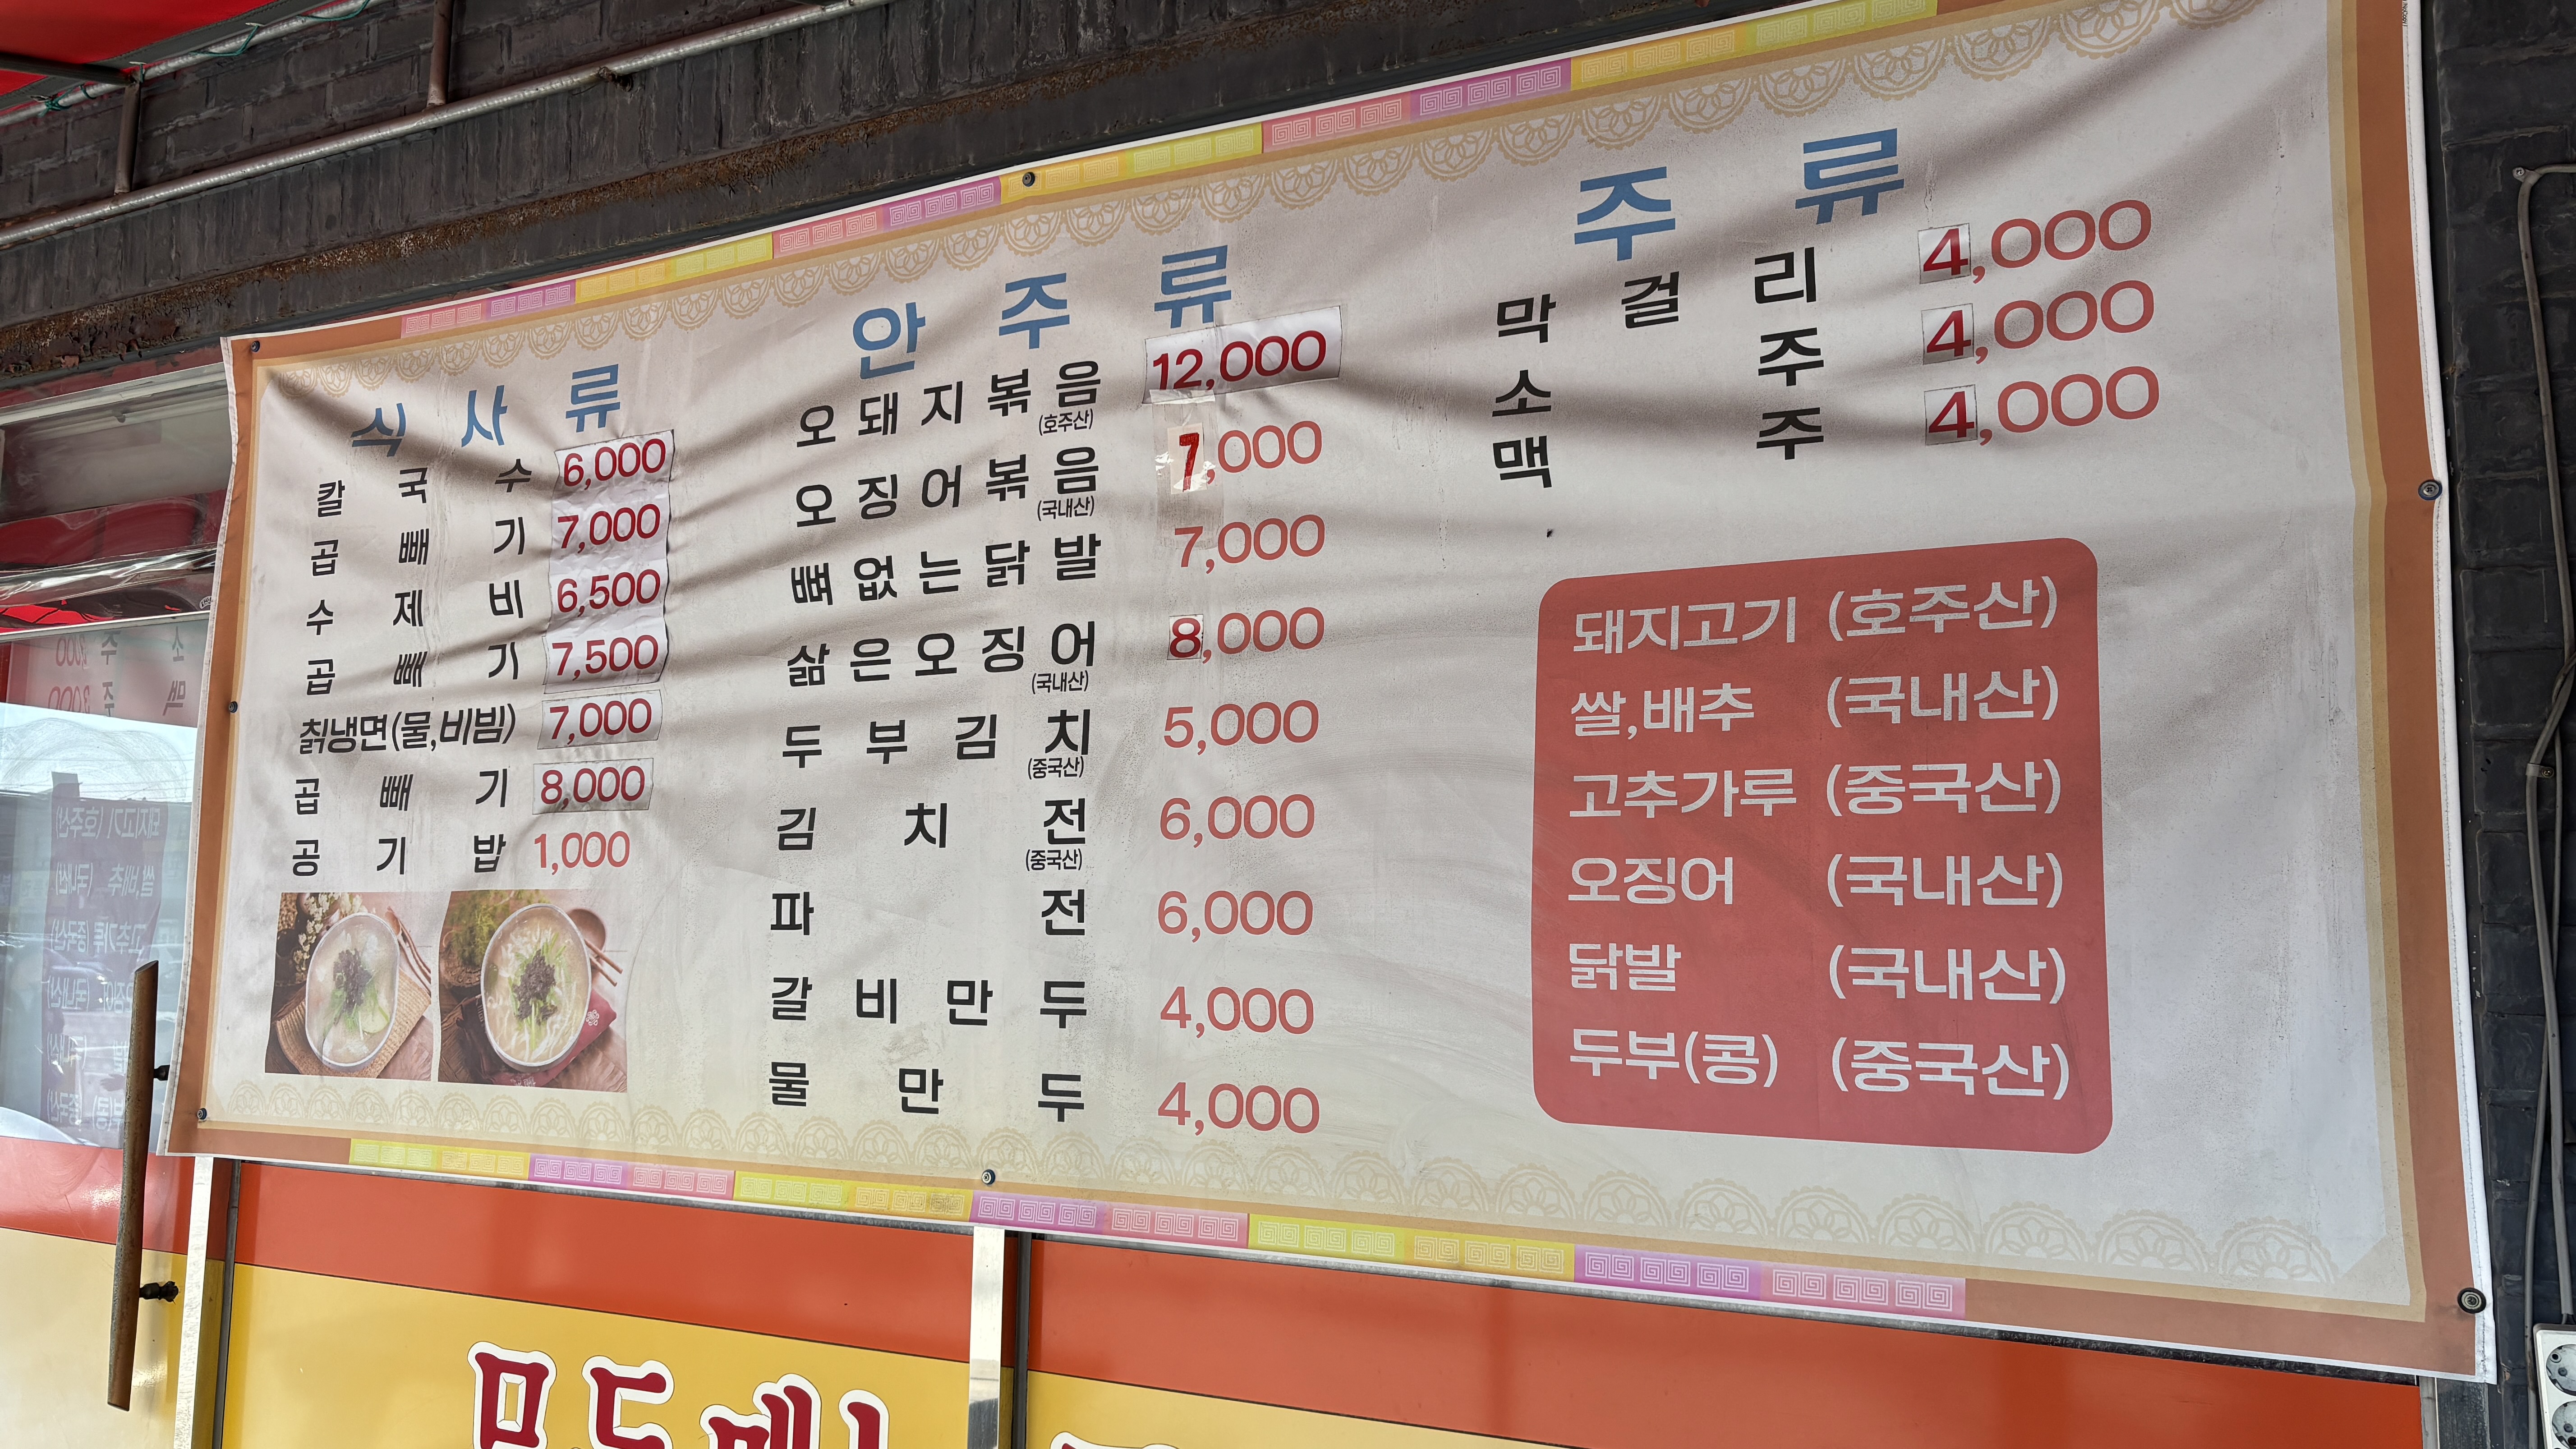 식사류
칼국수 6,000
곱빼기 7,000
수제비 6,500
곱빼기 7,500
칡냉면(물,비빔) 7,000
곱빼기 8,000
공기밥 1,000
안주류
오돼지볶음 12,000
(호주산)
오징어볶음 7,000
(국내산)
뼈없는닭발 7,000
삶은오징어 8,000
(국내산)
두부김치 5,000
(중국산)
김치전 6,000
(중국산)
파전 6,000
갈비만두 4,000
물만두 4,000
주류
막걸리 4,000
소주 4,000
맥주 4,000
돼지고기 (호주산)
쌀,배추 (국내산)
고추가루 (중국산)
오징어 (국내산)
닭발 (국내산)
두부(콩) (중국산)